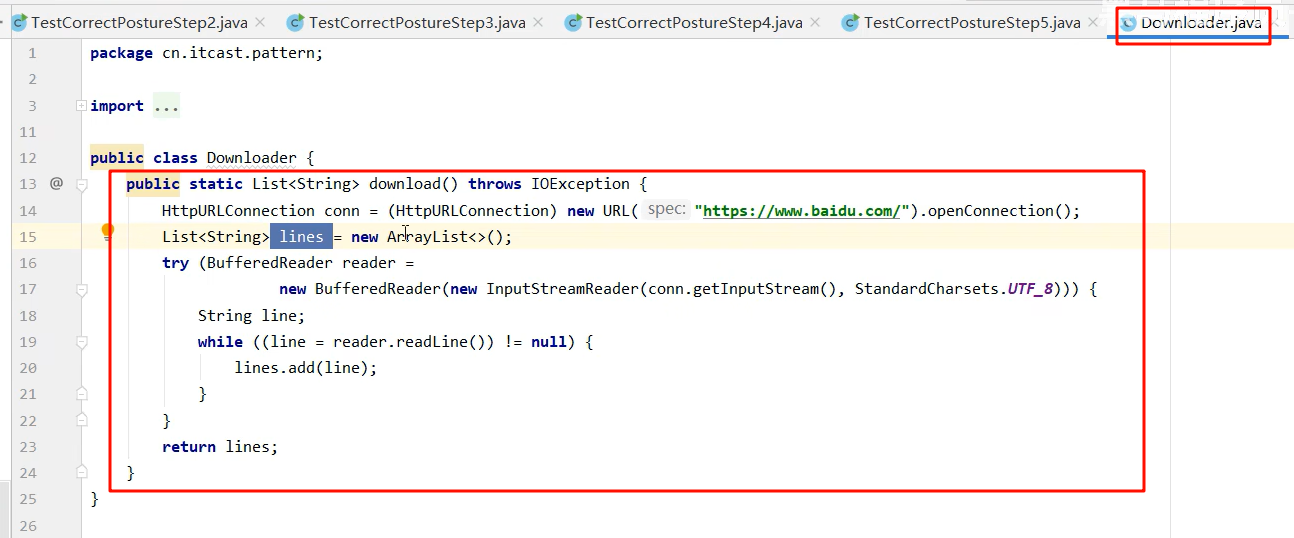 TestCorrectPostureStep2.java TestCorrectPostureStep3.java TestCorrectPostureStep4.java TestCorrectPostureStep5.java Downloader.java
1 package cn.itcast.pattern;
2
3 import ...
11
12 public class Downloader {
13 @ public static List<String> download() throws IOException {
14 HttpURLConnection conn = (HttpURLConnection) new URL( spec: "https://www.baidu.com/").openConnection();
15 List<String> lines = new ArrayList<>();
16 try (BufferedReader reader =
17 new BufferedReader(new InputStreamReader(conn.getInputStream(), StandardCharsets.UTF_8))) {
18 String line;
19 while ((line = reader.readLine()) != null) {
20 lines.add(line);
21 }
22 }
23 return lines;
24 }
25 }
26